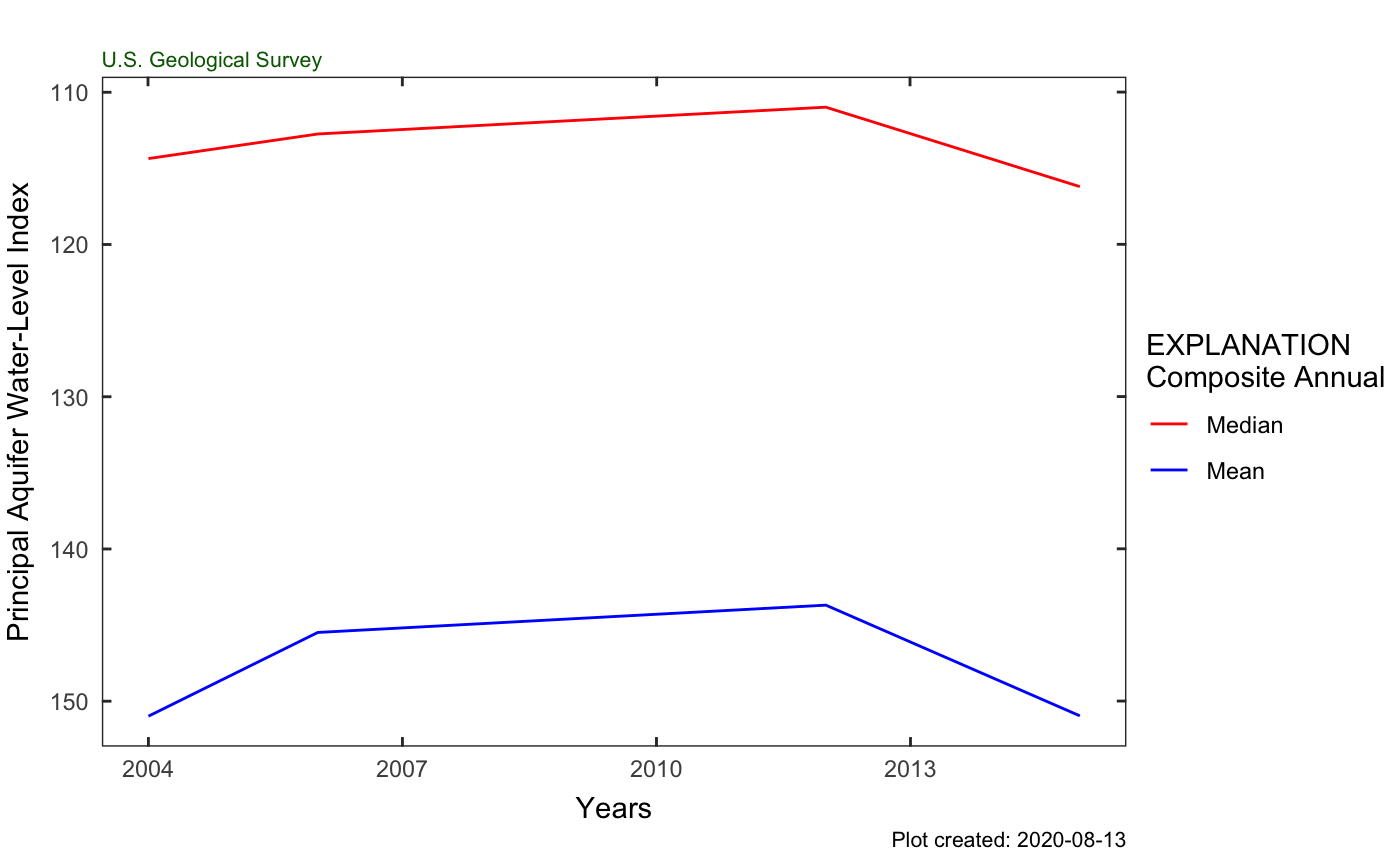 U.S. Geological Survey
Principal Aquifer Water-Level Index
110
120
130
140
150
2004 2007 2010 2013
Years
EXPLANATION
Composite Annual
Median
Mean
Plot created: 2020-08-13